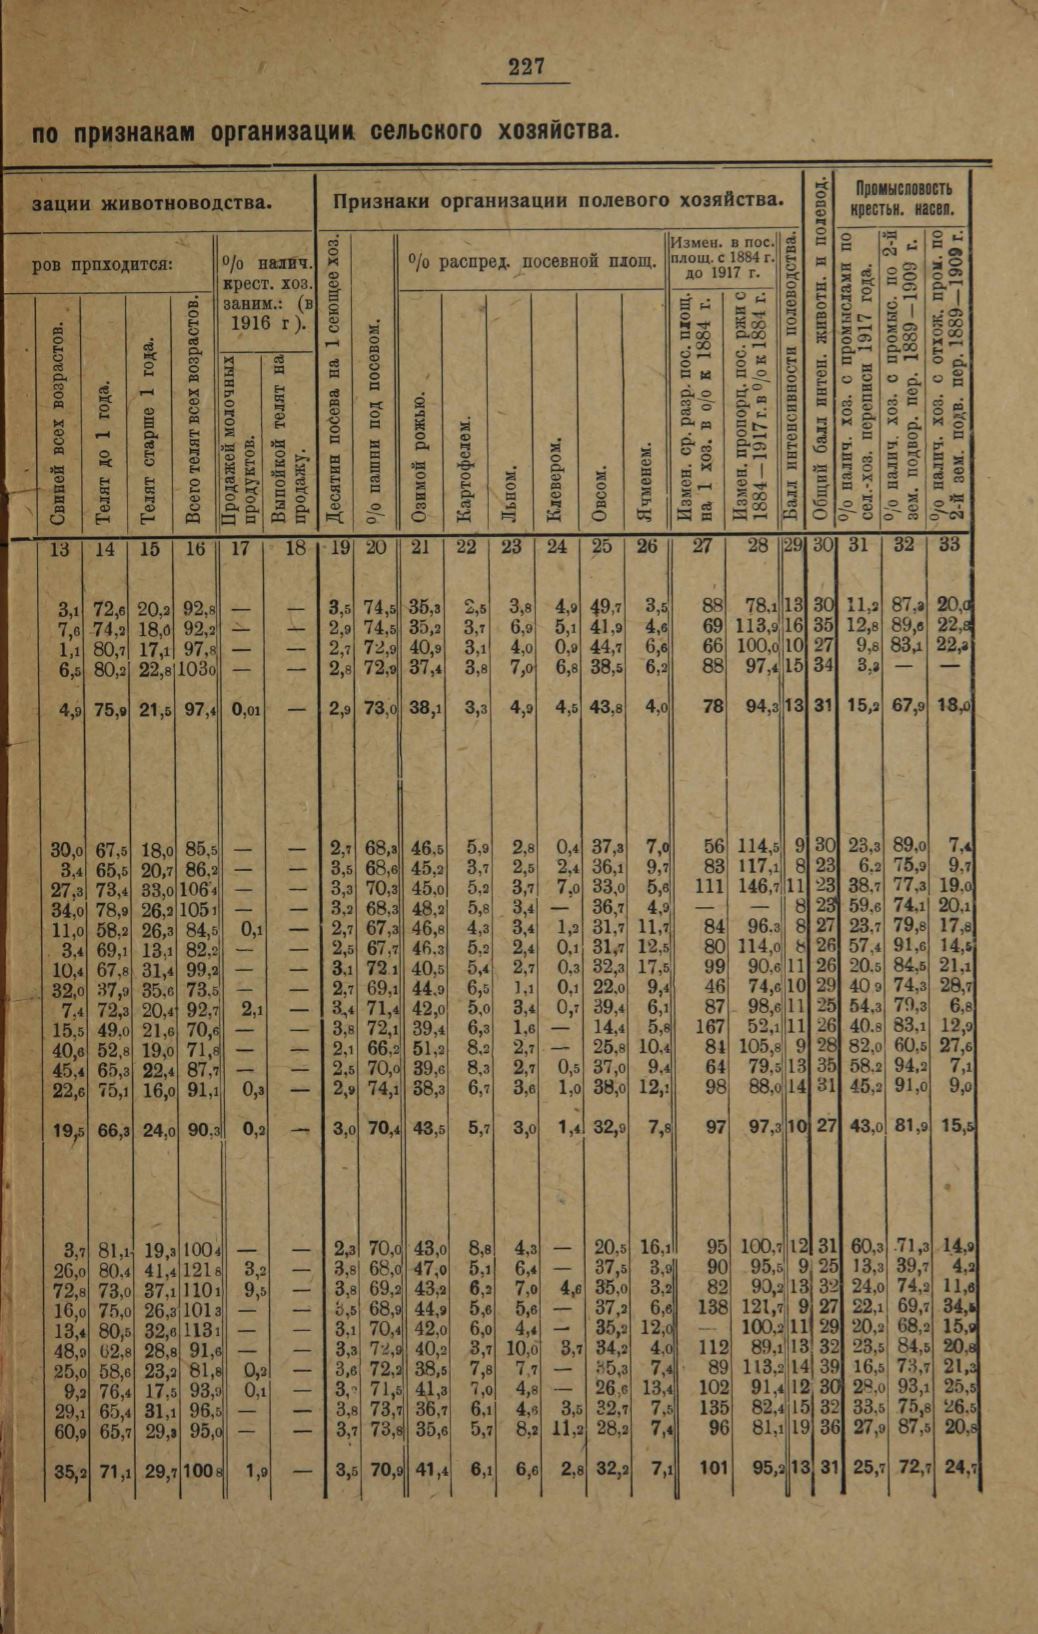 227
по признакам организации сельского хозяйства.
зации животноводства.
Признаки организации полевого хозяйства.
Общий балл интен. животн. и полевод.
Промысловость крестьн. насел.
ров прпходится:
о/о налич. крест. хоз. заним.: (в 1916 г).
Десятин посева на 1 сеющее хоз.
о/о пашни под посевом.
о/о распред. посевной площ.
Измен. в пос. площ. с 1884 г. до 1917 г.
Балл интенсивности полеводства.
о/о налич. хоз. с промыслами по сел.-хоз. переписи 1917 года.
о/о налич. хоз. с промыс. по 2-й зем. подвор. пер. 1889—1909 г.
о/о налич. хоз. с отхож. пром. по 2-й зем. подв. пер. 1889—1909 г.
Свиней всех возрастов.
Телят до 1 года.
Телят старше 1 года.
Всего телят всех возрастов.
Продажей молочных продуктов.
Выпойкой телят на продажу.
Озимой рожью.
Картофелем.
Льном.
Клевером.
Овсом.
Ячменем.
Измен. ср. разр. пос. площ. на 1 хоз. в о/о к 1884 г.
Измен. пропорц. пос. ржи с 1884—1917 г. в о/о к 1884 г.
13 14 15 16 17 18 19 20 21 22 23 24 25 26 27 28 29 30 31 32 33
3,1 72,6 20,2 92,8 — — 3,5 74,5 35,3 2,5 3,8 4,9 49,7 3,5 88 78,1 13 30 11,2 87,3 20,0
7,6 74,2 18,0 92,2 — — 2,9 74,5 35,2 3,7 6,9 5,1 41,9 4,6 69 113,9 16 35 12,8 89,6 22,8
1,1 80,7 17,1 97,8 — — 2,7 72,9 40,9 3,1 4,0 0,9 44,7 6,6 66 100,0 10 27 9,8 83,1 22,3
6,5 80,2 22,8 1030 — — 2,8 72,9 37,4 3,8 7,0 6,8 38,5 6,2 88 97,4 15 34 3,3 — —
4,9 75,9 21,5 97,4 0,01 — 2,9 73,0 38,1 3,3 4,9 4,5 43,8 4,0 78 94,3 13 31 15,2 67,9 18,0
30,0 67,5 18,0 85,5 — — 2,7 68,3 46,5 5,9 2,8 0,4 37,3 7,0 56 114,5 9 30 23,3 89,0 7,4
3,4 65,5 20,7 86,2 — — 3,5 68,6 45,2 3,7 2,5 2,4 36,1 9,7 83 117,1 8 23 6,2 75,9 9,7
27,3 73,4 33,0 1064 — — 3,3 70,3 45,0 5,2 3,7 7,0 33,0 5,6 111 146,7 11 23 38,7 77,3 19,0
34,0 78,9 26,2 1051 — — 3,2 68,3 48,2 5,8 3,4 — 36,7 4,9 — — 8 23 59,6 74,1 20,1
11,0 58,2 26,3 84,5 0,1 — 2,7 67,3 46,8 4,3 3,4 1,2 31,7 11,7 84 96.3 8 27 23,7 79,8 17,8
3,4 69,1 13,1 82,2 — — 2,5 67,7 46,3 5,2 2,4 0,1 31,7 12,5 80 114,0 8 26 57,4 91,6 14,5
10,4 67,8 31,4 99,2 — — 3,1 72 1 40,5 5,4 2,7 0,3 32,3 17,5 99 90,6 11 26 20.5 84,5 21,1
32,0 37,9 35,6 73,5 — — 2,7 69,1 44,9 6,5 1,1 0,1 22,0 9,4 46 74,6 10 29 40 9 74,3 28,7
7,4 72,3 20,4 92,7 2,1 — 3,4 71,4 42,0 5,0 3,4 0,7 39,4 6,1 87 98,6 11 25 54,3 79,3 6,8
15,5 49,0 21,6 70,6 — — 3,8 72,1 39,4 6,3 1,6 — 14,4 5,8 167 52,1 11 26 40.8 83,1 12,9
40,6 52,8 19,0 71,8 — — 2,1 66,2 51,2 8,2 2,7 — 25,8 10,4 84 105,8 9 28 82,0 60,5 27,6
45,4 65,3 22,4 87,7 — — 2,5 70,0 39,6 8,3 2,7 0,5 37,0 9,4 64 79,5 13 35 58,2 94,2 7,1
22,6 75,1 16,0 91,1 0,3 — 2,9 74,1 38,3 6,7 3,6 1,0 38,0 12,1 98 88,0 14 31 45,2 91,0 9,0
19,5 66,3 24,0 90,3 0,2 — 3,0 70,4 43,5 5,7 3,0 1,4 32,9 7,8 97 97,3 10 27 43,0 81,9 15,5
3,7 81,1 19,3 1004 — — 2,3 70,0 43,0 8,8 4,3 — 20,5 16,1 95 100,7 12 31 60,3 71,3 14,9
26,0 80,4 41,4 1218 3,2 — 3,8 68,0 47,0 5,1 6,4 — 37,5 3,9 90 95,5 9 25 13,3 39,7 4,2
72,8 73,0 37,1 1101 9,5 — 3,8 69,2 43,2 6,2 7,0 4,6 35,0 3,2 82 90,2 13 32 24,0 74,2 11,6
16,0 75,0 26,3 1013 — — 3,5 68,9 44,9 5,6 5,6 — 37,2 6,6 138 121,7 9 27 22,1 69,7 34,5
13,4 80,5 32,6 1131 — — 3,1 70,4 42,0 6,0 4,4 — 35,2 12,0 — 100,2 11 29 20,2 68,2 15,9
48,9 62,8 28,8 91,6 — — 3,3 72,9 40,2 3,7 10,0 3,7 34,2 4,0 112 89,1 13 32 23,5 84,5 20,8
25,0 58,6 23,2 81,8 0,2 — 3,6 72,2 38,5 7,8 7,7 — 35,3 7,4 89 113,2 14 39 16,5 73,7 21,3
9,2 76,4 17,5 93,9 0,1 — 3, 71,5 41,3 7,0 4,8 — 26,6 13,4 102 91,4 12 30 28,0 93,1 25,5
29,1 65,4 31,1 96,5 — — 3,8 73,7 36,7 6,1 4,6 3,5 32,7 7,5 135 82,4 15 32 33,5 75,8 26,5
60,9 65,7 29,3 95,0 — — 3,7 73,8 35,6 5,7 8,2 11,2 28,2 7,4 96 81,1 19 36 27,9 87,5 20,8
35,2 71,1 29,7 1008 1,9 — 3,5 70,9 41,4 6,1 6,6 2,8 32,2 7,1 101 95,2 13 31 25,7 72,7 24,7